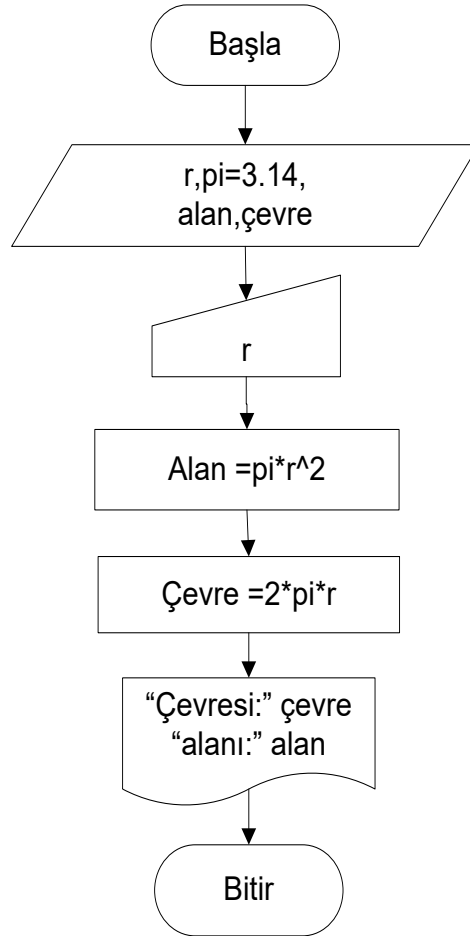 Başla
r,pi=3.14,
alan,çevre
r
Alan =pi*r^2
Çevre =2*pi*r
“Çevresi:” çevre
“alanı:” alan
Bitir